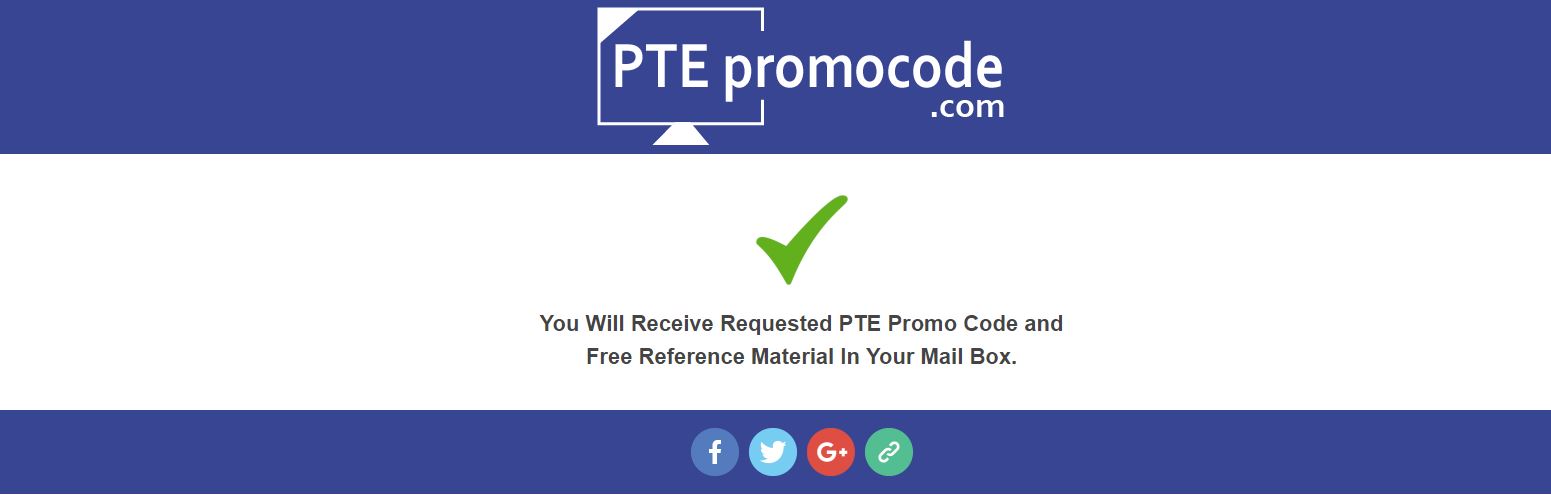 PTE promocode
.com
You Will Receive Requested PTE Promo Code and
Free Reference Material In Your Mail Box.
f
G+